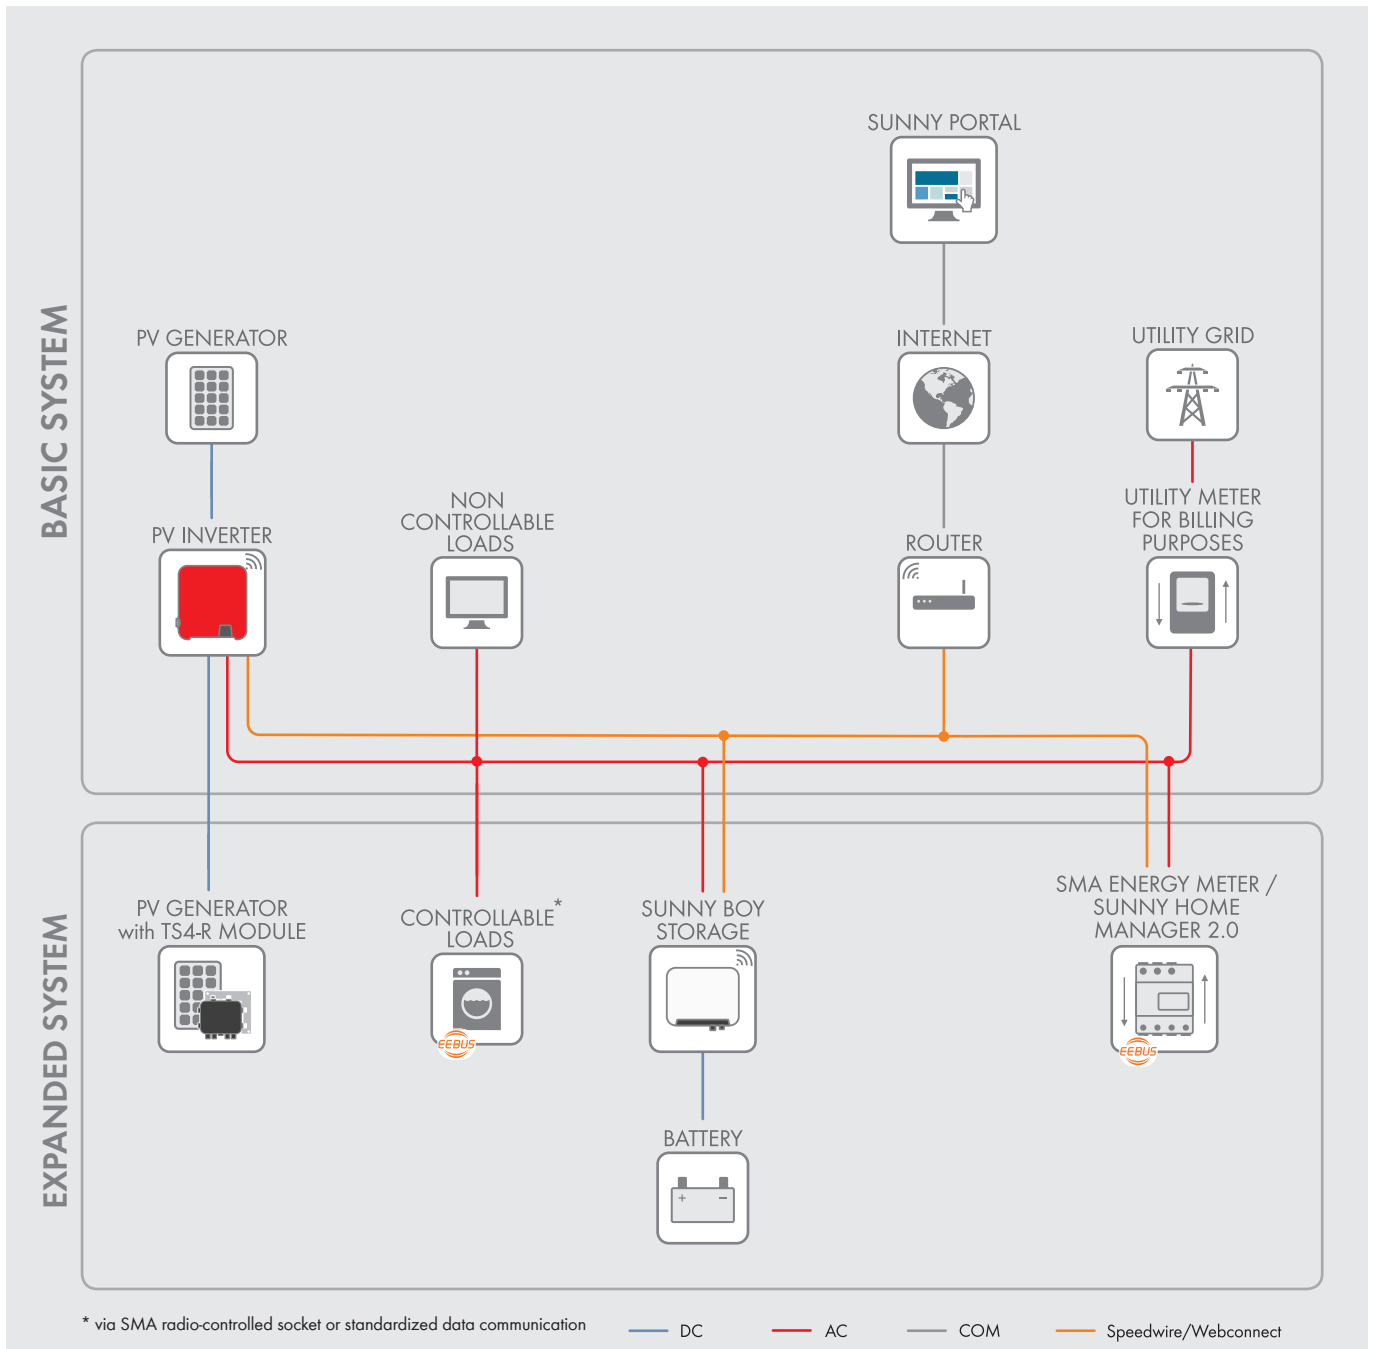 BASIC SYSTEM
SUNNY PORTAL
PV GENERATOR
INTERNET
UTILITY GRID
PV INVERTER
NON
CONTROLLABLE
LOADS
ROUTER
UTILITY METER
FOR BILLING
PURPOSES
EXPANDED SYSTEM
PV GENERATOR
with TS4-R MODULE
CONTROLLABLE*
LOADS
EEBUS
SUNNY BOY
STORAGE
SMA ENERGY METER /
SUNNY HOME
MANAGER 2.0
EEBUS
BATTERY
+ −
* via SMA radio-controlled socket or standardized data communication
DC
AC
COM
Speedwire/Webconnect